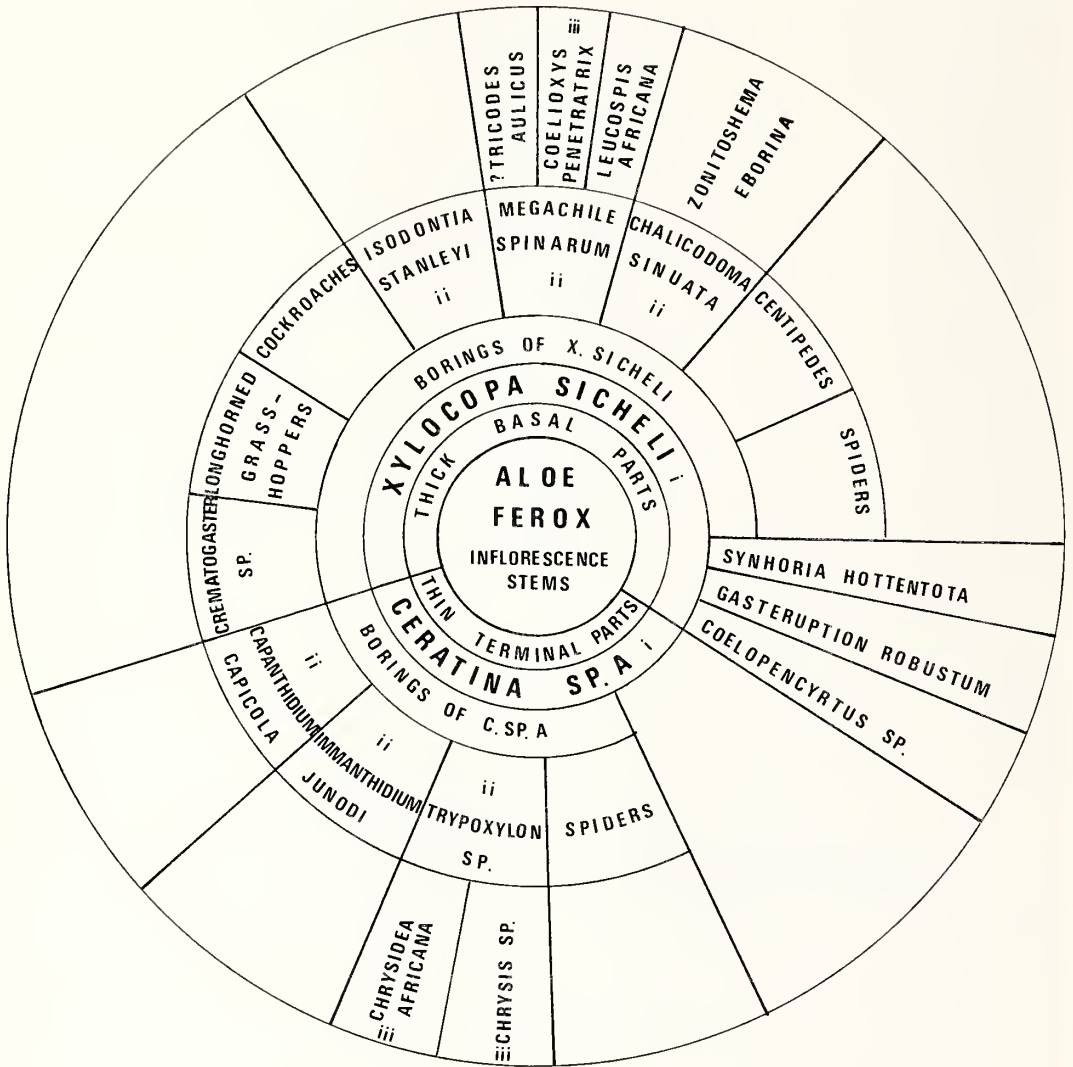 ALOE
FEROX
INFLORESCENCE
STEMS
THICK BASAL PARTS
THIN TERMINAL PARTS
XYLOCOPA SICHELI i
CERATINA SP. A i
BORINGS OF X. SICHELI
BORINGS OF C. SP. A
CREMATOGASTER
SP.
LONGHORNED
GRASS-
HOPPERS
COCKROACHES
ISODONTIA
STANLEYI
ii
MEGACHILE
SPINARUM
ii
CHALICODOMA
SINUATA
ii
CENTIPEDES
SPIDERS
?TRICODES
AULICUS
iii
COELIOXYS
PENETRATRIX
LEUCOSPIS
AFRICANA
ZONITOSHEMA
EBORINA
SYNHORIA HOTTENTOTA
GASTERUPTION ROBUSTUM
COELOPENCYRTUS SP.
ii
CAPANTHIDIUM
CAPICOLA
ii
IMMANTHIDIUM
JUNODI
ii
TRYPOXYLON
SP.
SPIDERS
CHRYSIDEA
AFRICANA
iii
iii CHRYSIS SP.